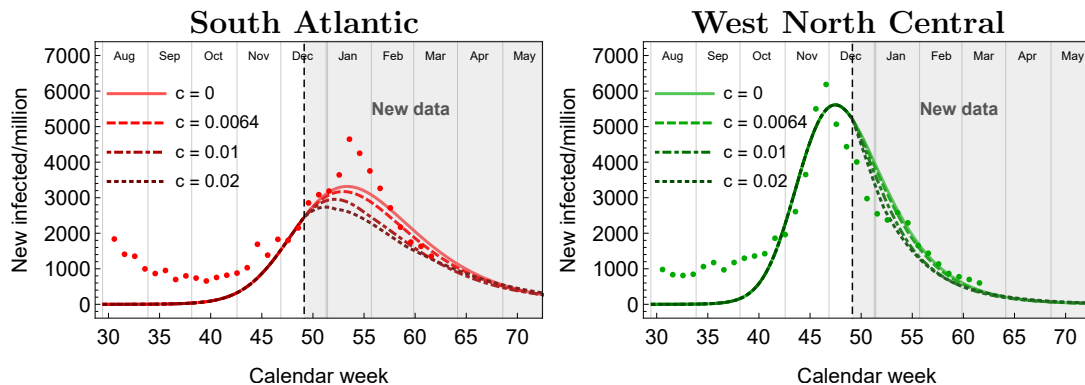 South Atlantic
7000
6000
5000
4000
3000
2000
1000
0
New infected/million
Aug Sep Oct Nov Dec Jan Feb Mar Apr May
c = 0
c = 0.0064
c = 0.01
c = 0.02
New data
30 35 40 45 50 55 60 65 70
Calendar week
West North Central
7000
6000
5000
4000
3000
2000
1000
0
New infected/million
Aug Sep Oct Nov Dec Jan Feb Mar Apr May
c = 0
c = 0.0064
c = 0.01
c = 0.02
New data
30 35 40 45 50 55 60 65 70
Calendar week